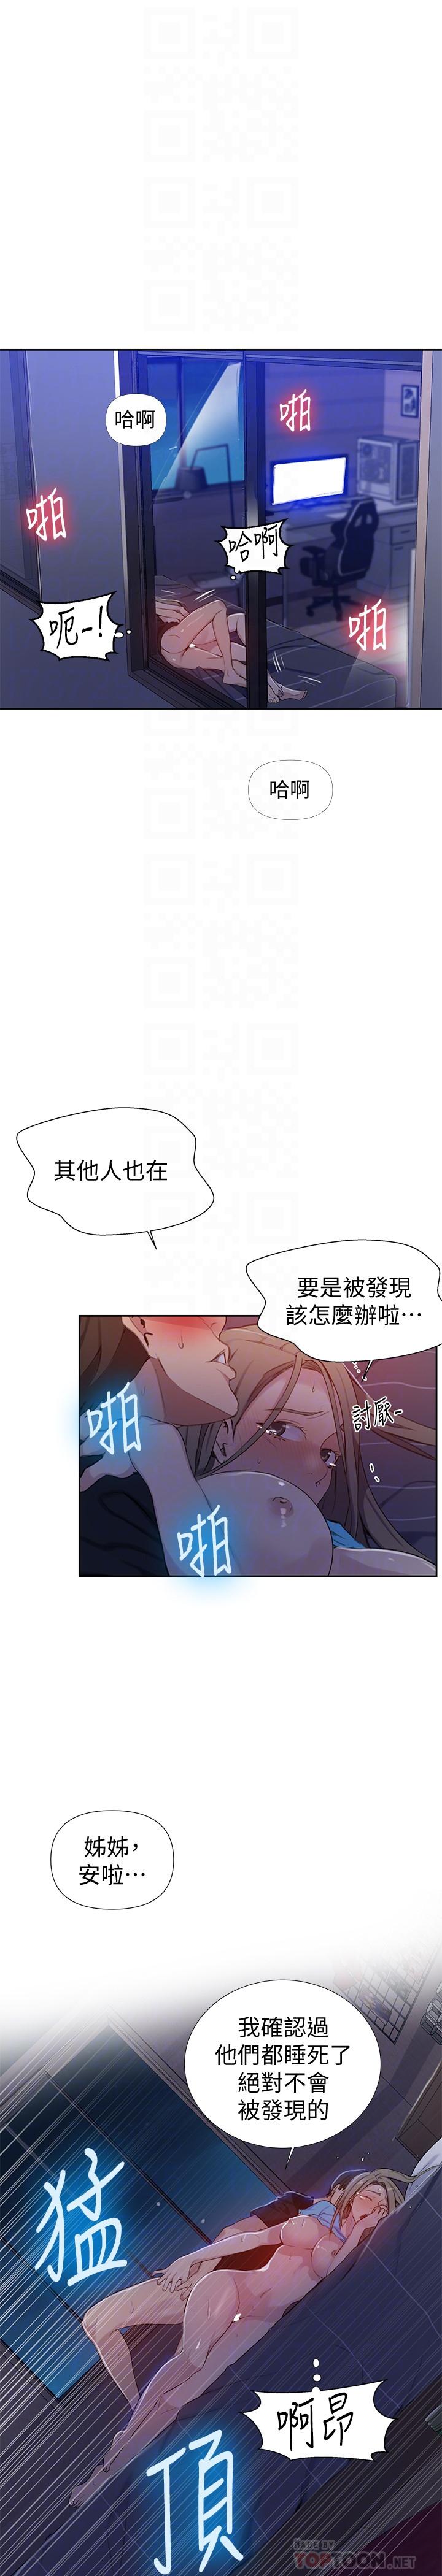 哈啊
啪
啪
哈啊
呃-!
啪
哈啊
其他人也在
要是被發現
該怎麼辦啦…
討厭-
啪
啪
姊姊，
安啦…
我確認過
他們都睡死了
絕對不會
被發現的
猛
啊昂
頂
MADE BY
TOPTOON.NET